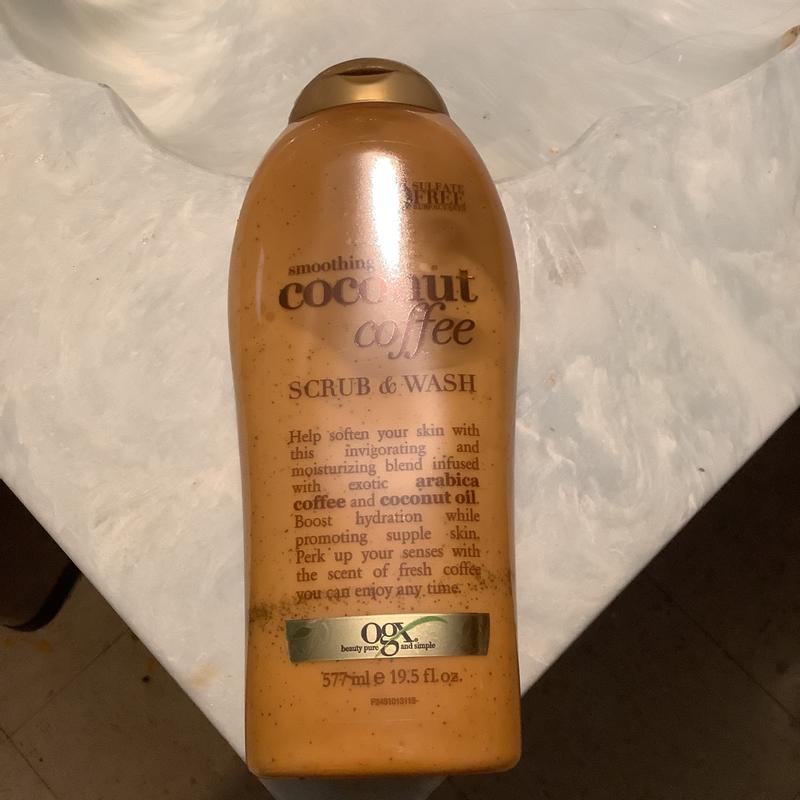 SULFATE
FREE
SURFACTANTS
smoothing
coconut
coffee
SCRUB & WASH
Help soften your skin with
this invigorating and
moisturizing blend infused
with exotic arabica
coffee and coconut oil.
Boost hydration while
promoting supple skin.
Perk up your senses with
the scent of fresh coffee
you can enjoy any time.
ogx
beauty pure and simple
577 ml e 19.5 fl. oz.